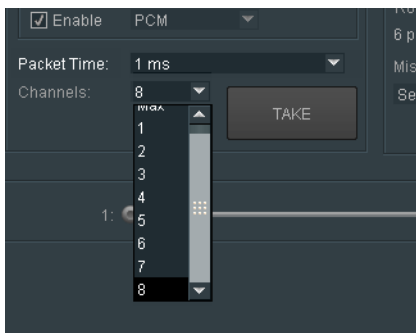 Enable PCM
6 p
Packet Time: 1 ms
Mis
Channels: 8
Se
Max
TAKE
1
2
3
4
1:
5
6
7
8